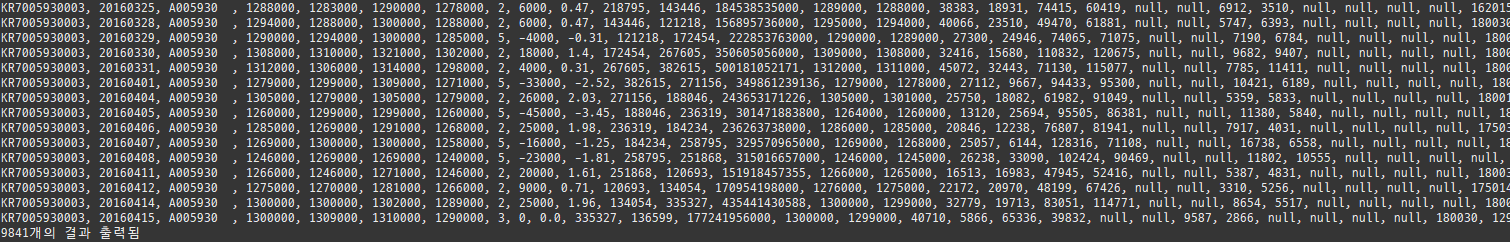 KR7005930003, 20160325, A005930  , 1288000, 1283000, 1290000, 1278000, 2, 6000, 0.47, 218795, 143446, 184538535000, 1289000, 1288000, 38383, 18931, 74415, 60419, null, null, 6912, 3510, null, null, null, null, 162015
KR7005930003, 20160328, A005930  , 1294000, 1288000, 1300000, 1288000, 2, 6000, 0.47, 143446, 121218, 156895736000, 1295000, 1294000, 40066, 23510, 49470, 61881, null, null, 5747, 6393, null, null, null, null, 180030
KR7005930003, 20160329, A005930  , 1290000, 1294000, 1300000, 1285000, 5, -4000, -0.31, 121218, 172454, 222853763000, 1290000, 1289000, 27300, 24946, 74065, 71075, null, null, 7190, 6784, null, null, null, null, 1800
KR7005930003, 20160330, A005930  , 1308000, 1310000, 1321000, 1302000, 2, 18000, 1.4, 172454, 267605, 350605056000, 1309000, 1308000, 32416, 15680, 110832, 120675, null, null, 9682, 9407, null, null, null, null, 1800
KR7005930003, 20160331, A005930  , 1312000, 1306000, 1314000, 1298000, 2, 4000, 0.31, 267605, 382615, 500181052171, 1312000, 1311000, 45072, 32443, 71130, 115077, null, null, 7785, 11411, null, null, null, null, 1800
KR7005930003, 20160401, A005930  , 1279000, 1299000, 1309000, 1271000, 5, -33000, -2.52, 382615, 271156, 349861239136, 1279000, 1278000, 27112, 9667, 94433, 95300, null, null, 10421, 6189, null, null, null, null, 18
KR7005930003, 20160404, A005930  , 1305000, 1279000, 1305000, 1279000, 2, 26000, 2.03, 271156, 188046, 243653171226, 1305000, 1301000, 25750, 18082, 61982, 91049, null, null, 5359, 5833, null, null, null, null, 18001
KR7005930003, 20160405, A005930  , 1260000, 1299000, 1299000, 1260000, 5, -45000, -3.45, 188046, 236319, 301471883800, 1264000, 1260000, 13120, 25694, 95505, 86381, null, null, 11380, 5840, null, null, null, null, 18
KR7005930003, 20160406, A005930  , 1285000, 1269000, 1291000, 1268000, 2, 25000, 1.98, 236319, 184234, 236263738000, 1286000, 1285000, 20846, 12238, 76807, 81941, null, null, 7917, 4031, null, null, null, null, 17501
KR7005930003, 20160407, A005930  , 1269000, 1300000, 1300000, 1258000, 5, -16000, -1.25, 184234, 258795, 329570965000, 1269000, 1268000, 25057, 6144, 128316, 71108, null, null, 16738, 6558, null, null, null, null, 18
KR7005930003, 20160408, A005930  , 1246000, 1269000, 1269000, 1240000, 5, -23000, -1.81, 258795, 251868, 315016657000, 1246000, 1245000, 26238, 33090, 102424, 90469, null, null, 11802, 10555, null, null, null, null,
KR7005930003, 20160411, A005930  , 1266000, 1246000, 1271000, 1246000, 2, 20000, 1.61, 251868, 120693, 151918457355, 1266000, 1265000, 16513, 16983, 47945, 52416, null, null, 5387, 4831, null, null, null, null, 18003
KR7005930003, 20160412, A005930  , 1275000, 1270000, 1281000, 1266000, 2, 9000, 0.71, 120693, 134054, 170954198000, 1276000, 1275000, 22172, 20970, 48199, 67426, null, null, 3310, 5256, null, null, null, null, 175014
KR7005930003, 20160414, A005930  , 1300000, 1300000, 1302000, 1289000, 2, 25000, 1.96, 134054, 335327, 435441430588, 1300000, 1299000, 32779, 19713, 83051, 114771, null, null, 8654, 5517, null, null, null, null, 1800
KR7005930003, 20160415, A005930  , 1300000, 1309000, 1310000, 1290000, 3, 0, 0.0, 335327, 136599, 177241956000, 1300000, 1299000, 40710, 5866, 65336, 39832, null, null, 9587, 2866, null, null, null, null, 180030, 129
9841개의 결과 출력됨